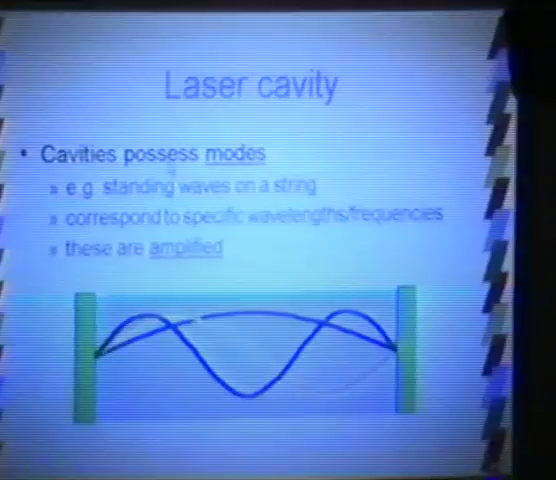 Laser cavity
• Cavities possess modes
» e.g. standing waves on a string
» correspond to specific wavelengths/frequencies
» these are amplified